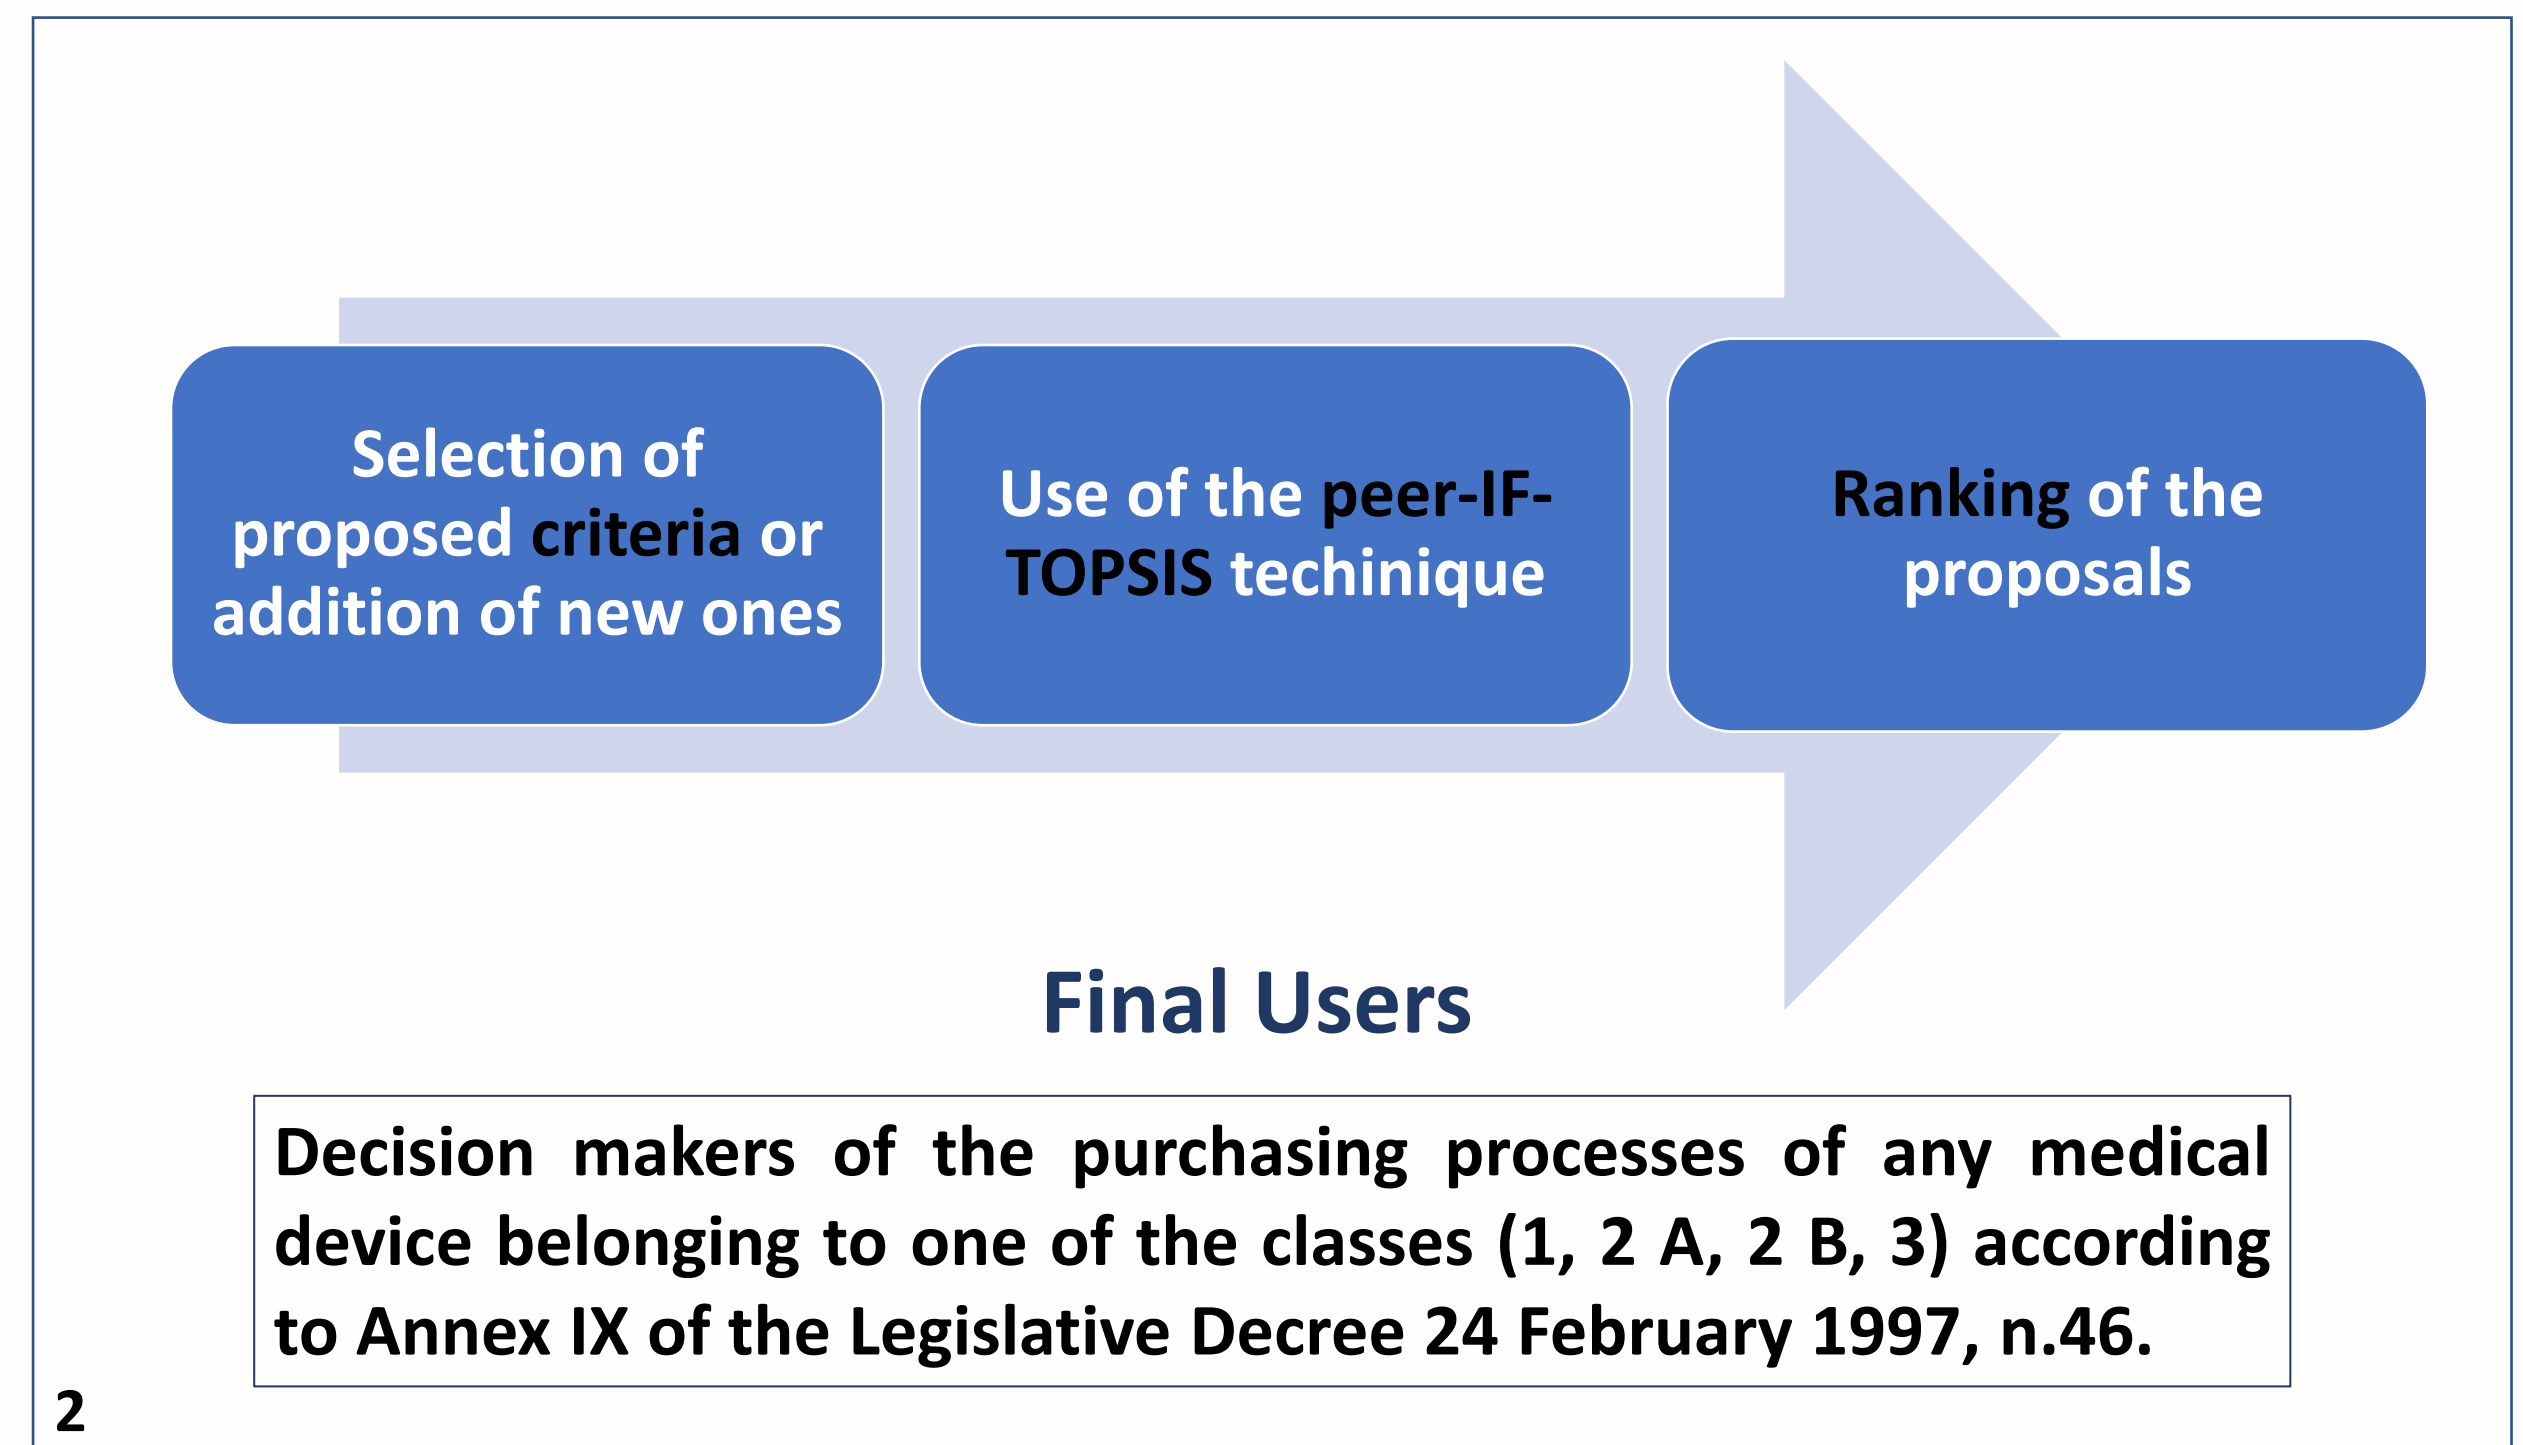 Selection of
proposed criteria or
addition of new ones
Use of the peer-IF-
TOPSIS techinique
Ranking of the
proposals
Final Users
Decision makers of the purchasing processes of any medical
device belonging to one of the classes (1, 2 A, 2 B, 3) according
to Annex IX of the Legislative Decree 24 February 1997, n.46.
2